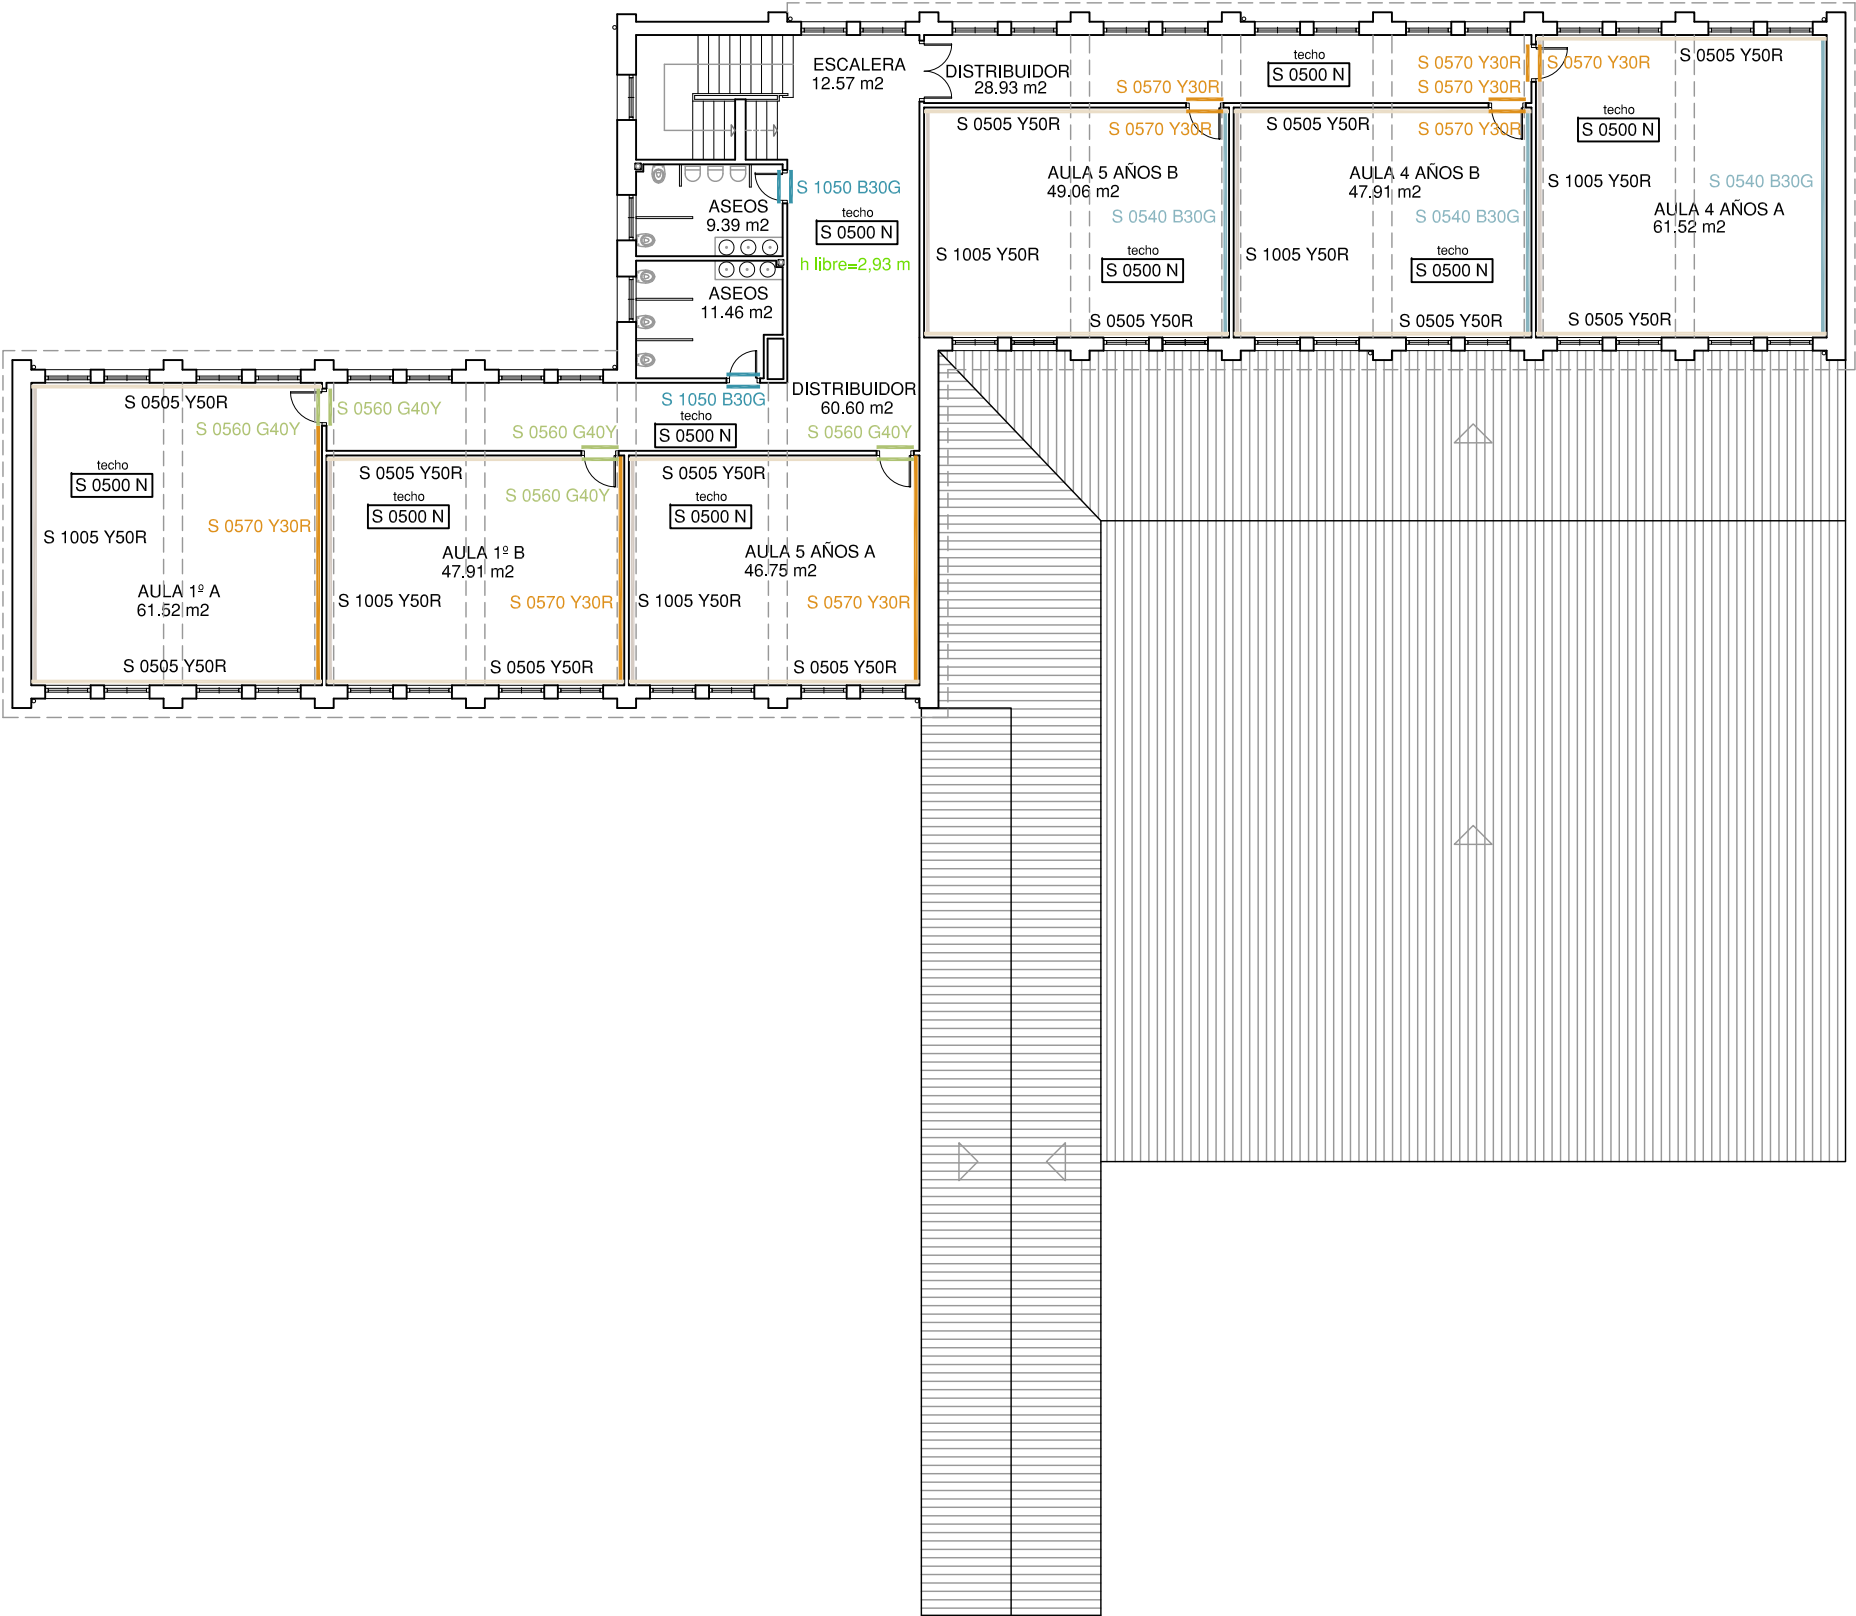 ESCALERA
12.57 m2
DISTRIBUIDOR
28.93 m2
techo
S 0500 N
S 0570 Y30R
S 0570 Y30R
S 0570 Y30R
S 0570 Y30R
S 0505 Y50R
techo
S 0500 N
S 0505 Y50R
S 0570 Y30R
S 0505 Y50R
S 0570 Y30R
AULA 5 AÑOS B
49.06 m2
S 0540 B30G
S 1005 Y50R
techo
S 0500 N
S 0505 Y50R
AULA 4 AÑOS B
47.91 m2
S 0540 B30G
S 1005 Y50R
techo
S 0500 N
S 0505 Y50R
S 1005 Y50R
S 0540 B30G
AULA 4 AÑOS A
61.52 m2
S 0505 Y50R
S 1050 B30G
ASEOS
9.39 m2
techo
S 0500 N
h libre=2,93 m
ASEOS
11.46 m2
DISTRIBUIDOR
60.60 m2
S 1050 B30G
techo
S 0500 N
S 0505 Y50R
S 0560 G40Y
S 0560 G40Y
S 0560 G40Y
S 0560 G40Y
techo
S 0500 N
S 1005 Y50R
S 0570 Y30R
AULA 1º A
61.52 m2
S 0505 Y50R
S 0505 Y50R
S 0560 G40Y
techo
S 0500 N
AULA 1º B
47.91 m2
S 1005 Y50R
S 0570 Y30R
S 0505 Y50R
S 0505 Y50R
techo
S 0500 N
AULA 5 AÑOS A
46.75 m2
S 1005 Y50R
S 0570 Y30R
S 0505 Y50R